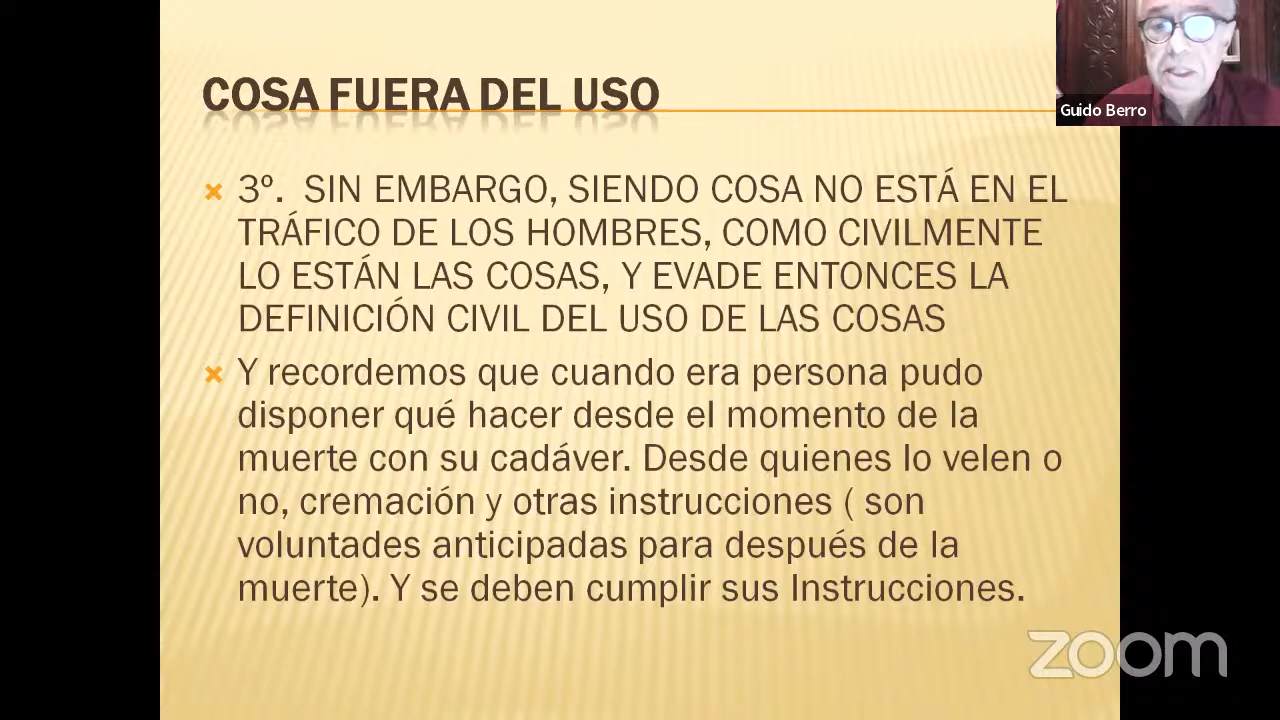 COSA FUERA DEL USO
Guido Berro
3º. SIN EMBARGO, SIENDO COSA NO ESTÁ EN EL
TRÁFICO DE LOS HOMBRES, COMO CIVILMENTE
LO ESTÁN LAS COSAS, Y EVADE ENTONCES LA
DEFINICIÓN CIVIL DEL USO DE LAS COSAS
Y recordemos que cuando era persona pudo
disponer qué hacer desde el momento de la
muerte con su cadáver. Desde quienes lo velen o
no, cremación y otras instrucciones ( son
voluntades anticipadas para después de la
muerte). Y se deben cumplir sus Instrucciones.
zoom